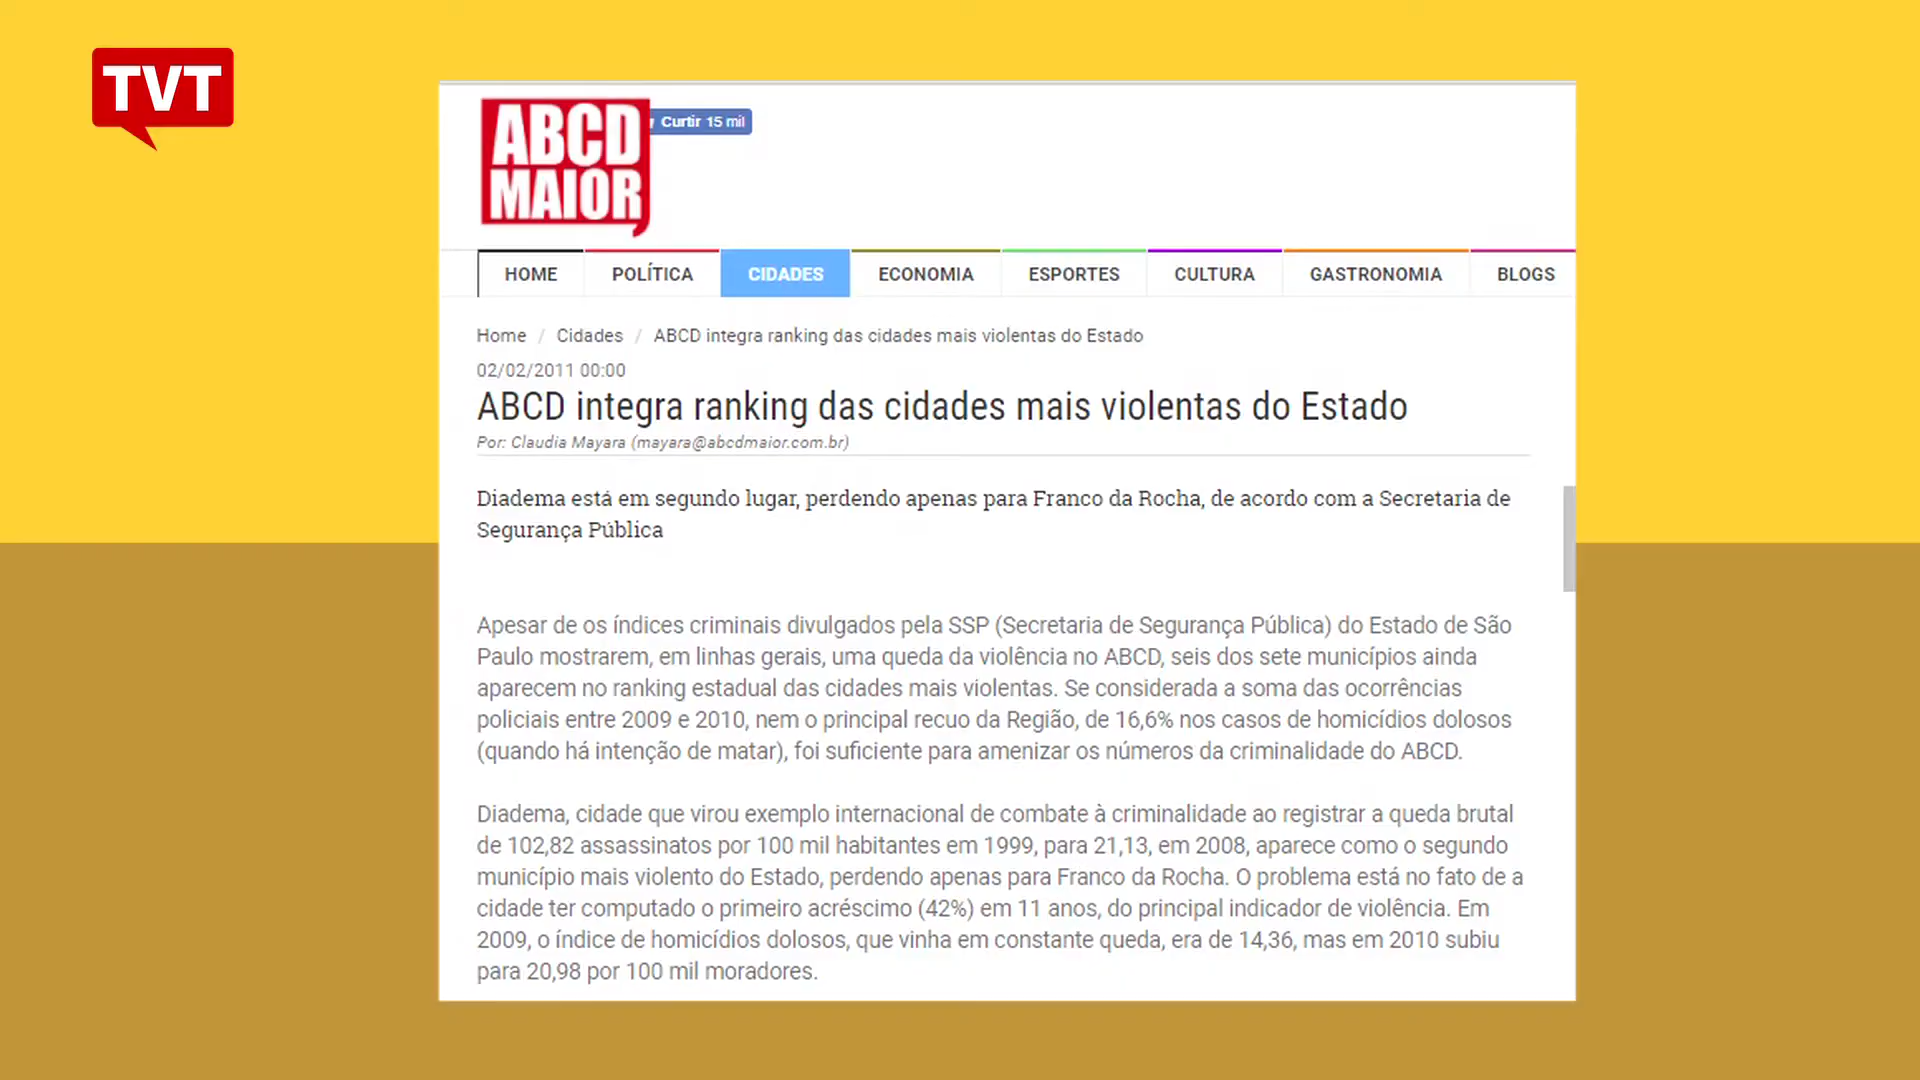 TVT
ABCD
MAIOR
Curtir 15 mil
HOME POLÍTICA CIDADES ECONOMIA ESPORTES CULTURA GASTRONOMIA BLOGS
Home / Cidades / ABCD integra ranking das cidades mais violentas do Estado
02/02/2011 00:00
ABCD integra ranking das cidades mais violentas do Estado
Por: Claudia Mayara (mayara@abcdmaior.com.br)
Diadema está em segundo lugar, perdendo apenas para Franco da Rocha, de acordo com a Secretaria de
Segurança Pública
Apesar de os índices criminais divulgados pela SSP (Secretaria de Segurança Pública) do Estado de São
Paulo mostrarem, em linhas gerais, uma queda da violência no ABCD, seis dos sete municípios ainda
aparecem no ranking estadual das cidades mais violentas. Se considerada a soma das ocorrências
policiais entre 2009 e 2010, nem o principal recuo da Região, de 16,6% nos casos de homicídios dolosos
(quando há intenção de matar), foi suficiente para amenizar os números da criminalidade do ABCD.
Diadema, cidade que virou exemplo internacional de combate à criminalidade ao registrar a queda brutal
de 102,82 assassinatos por 100 mil habitantes em 1999, para 21,13, em 2008, aparece como o segundo
município mais violento do Estado, perdendo apenas para Franco da Rocha. O problema está no fato de a
cidade ter computado o primeiro acréscimo (42%) em 11 anos, do principal indicador de violência. Em
2009, o índice de homicídios dolosos, que vinha em constante queda, era de 14,36, mas em 2010 subiu
para 20,98 por 100 mil moradores.